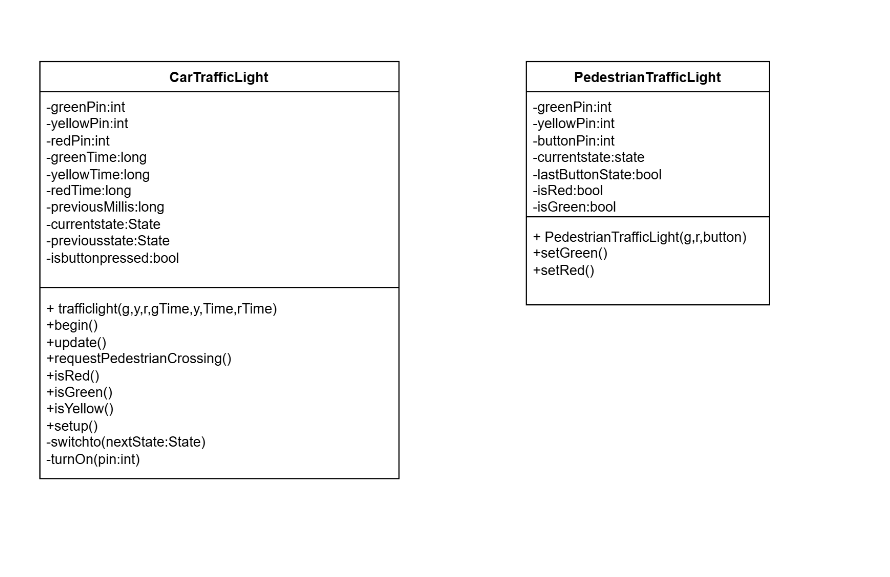 CarTrafficLight
-greenPin:int
-yellowPin:int
-redPin:int
-greenTime:long
-yellowTime:long
-redTime:long
-previousMillis:long
-currentstate:State
-previousstate:State
-isbuttonpressed:bool
+ trafficlight(g,y,r,gTime,y,Time,rTime)
+begin()
+update()
+requestPedestrianCrossing()
+isRed()
+isGreen()
+isYellow()
+setup()
-switchto(nextState:State)
-turnOn(pin:int)
PedestrianTrafficLight
-greenPin:int
-yellowPin:int
-buttonPin:int
-currentstate:state
-lastButtonState:bool
-isRed:bool
-isGreen:bool
+ PedestrianTrafficLight(g,r,button)
+setGreen()
+setRed()